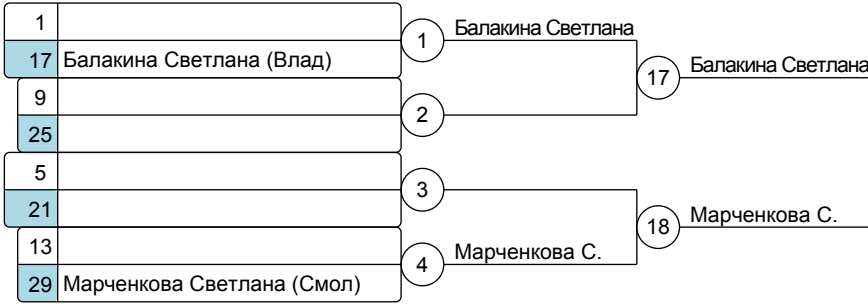 1
1 Балакина Светлана
17 Балакина Светлана (Влад)
17 Балакина Светлана
9
2
25
5
3
21
18 Марченкова С.
13
4 Марченкова С.
29 Марченкова Светлана (Смол)